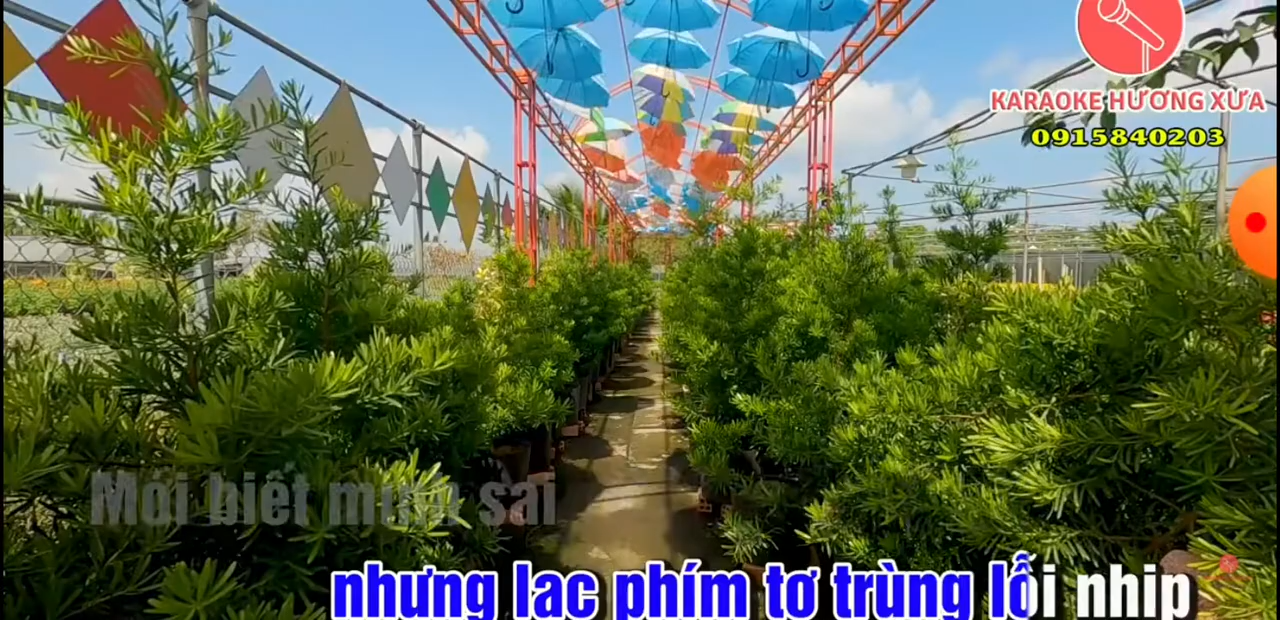 KARAOKE HƯƠNG XƯA
0915840203
Mới biết mình sai
nhưng lạc phím tơ trùng lỗi nhịp